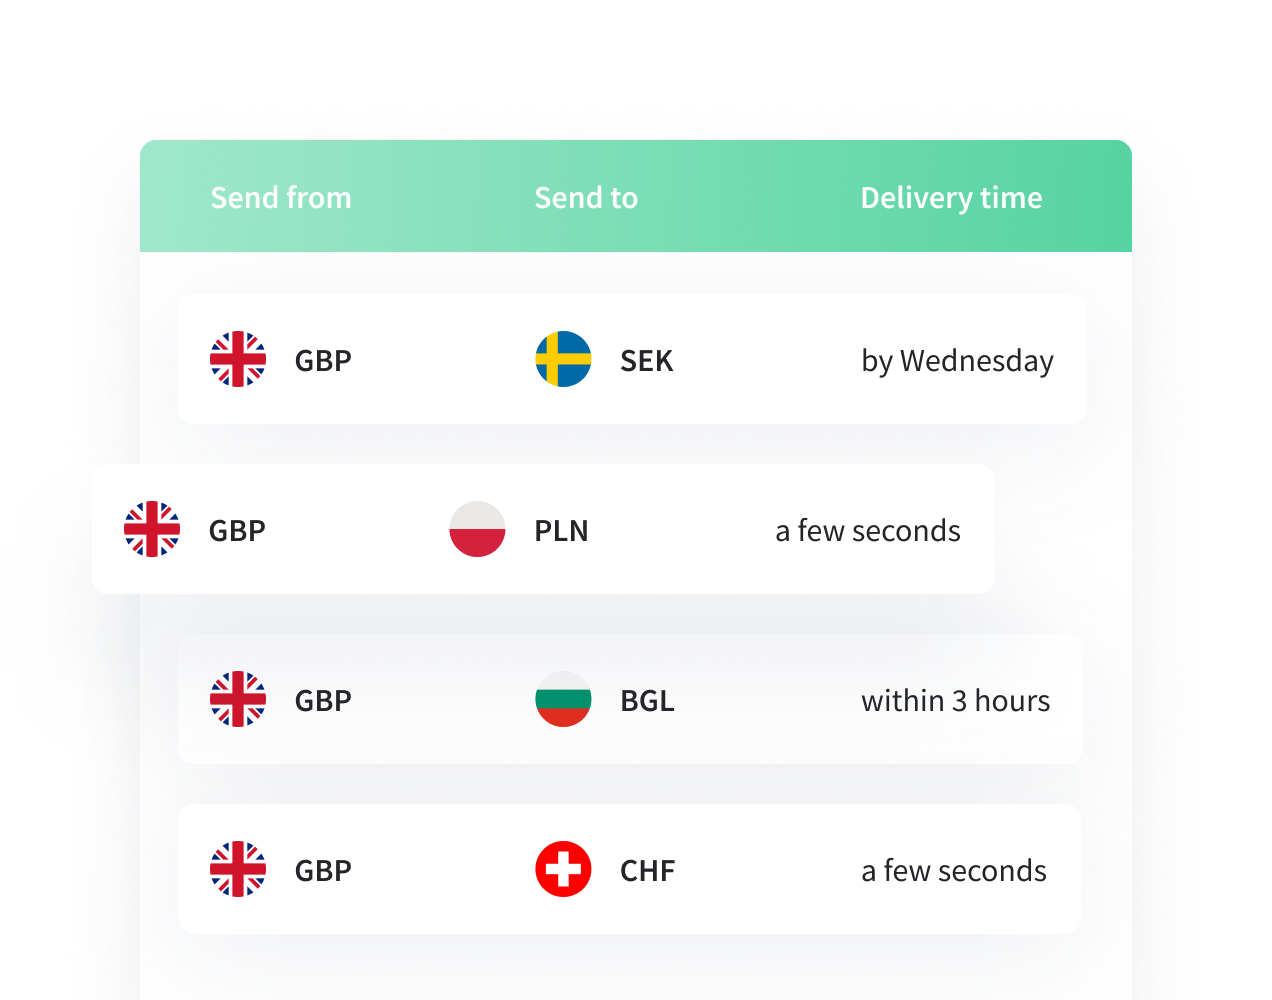 Send from Send to Delivery time
GBP SEK by Wednesday
GBP PLN a few seconds
GBP BGL within 3 hours
GBP CHF a few seconds